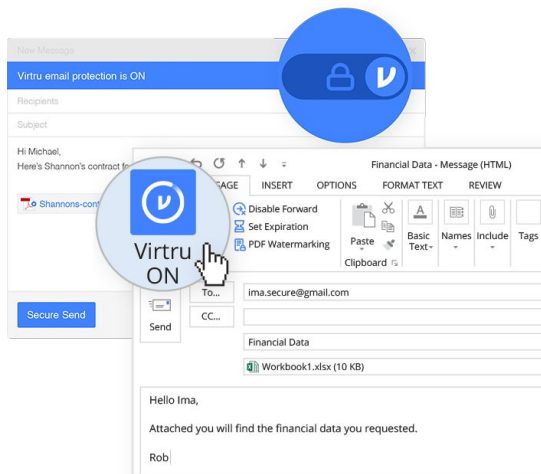 New Message
Virtru email protection is ON
Recipients
Subject
Hi Michael,
Here's Shannon's contract
Shannons-cont
Secure Send
Financial Data - Message (HTML)
INSERT OPTIONS FORMAT TEXT REVIEW
Virtru
ON
Disable Forward
Set Expiration
PDF Watermarking
Paste
Clipboard
Basic
Text
Names
Include
Tags
Send
To...
ima.secure@gmail.com
CC...
Financial Data
Workbook1.xlsx (10 KB)
Hello Ima,
Attached you will find the financial data you requested.
Rob